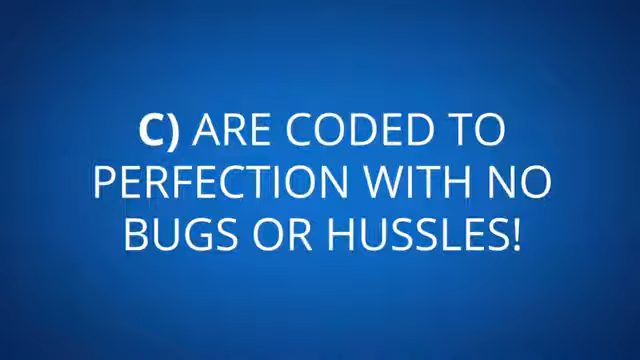 C) ARE CODED TO
PERFECTION WITH NO
BUGS OR HUSSLES!